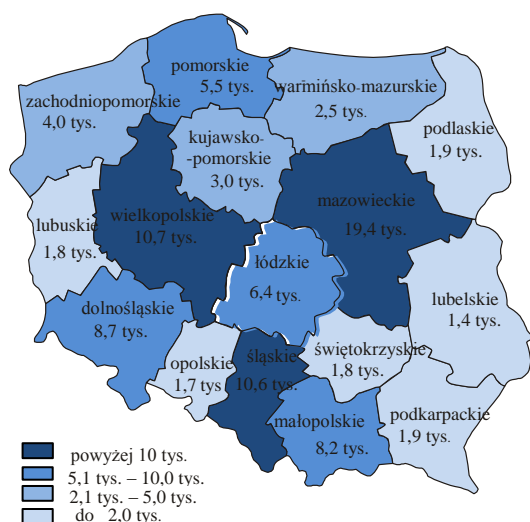 pomorskie
5,5 tys.
warmińsko-mazurskie
2,5 tys.
zachodniopomorskie
4,0 tys.
podlaskie
1,9 tys.
kujawsko-
-pomorskie
3,0 tys.
mazowieckie
19,4 tys.
wielkopolskie
10,7 tys.
lubuskie
1,8 tys.
łódzkie
6,4 tys.
lubelskie
1,4 tys.
dolnośląskie
8,7 tys.
opolskie
1,7 tys
śląskie
10,6 tys.
świętokrzyskie
1,8 tys.
małopolskie
8,2 tys.
podkarpackie
1,9 tys.
powyżej 10 tys.
5,1 tys. – 10,0 tys.
2,1 tys. – 5,0 tys.
do 2,0 tys.